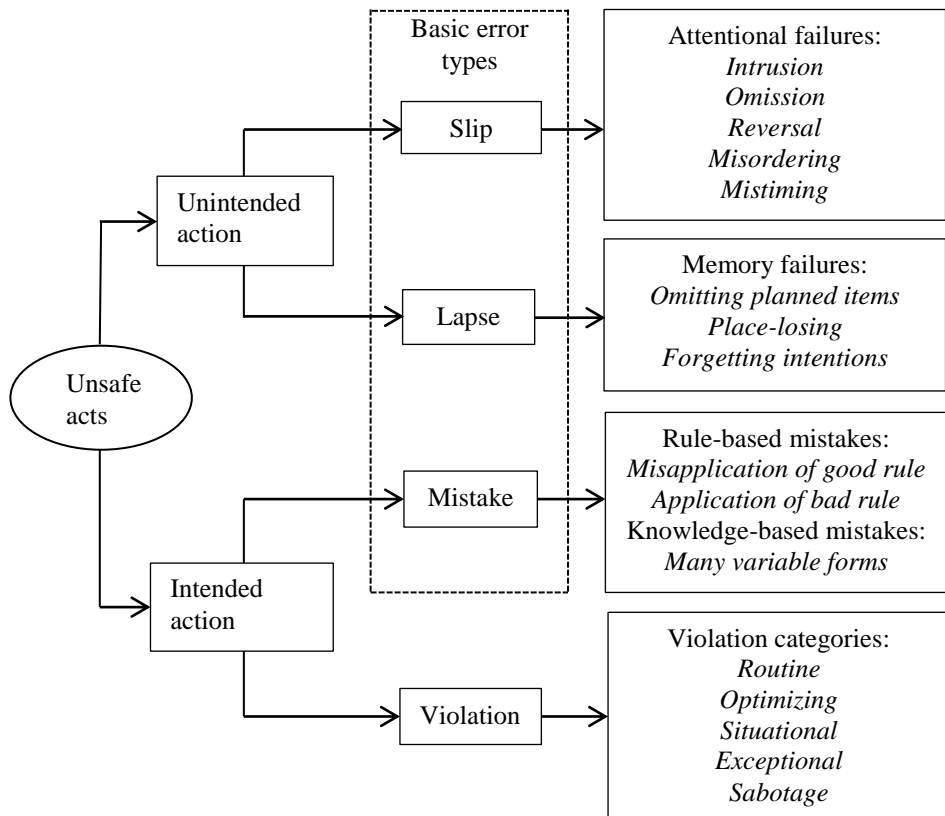 Basic error
types
Attentional failures:
Intrusion
Omission
Reversal
Misordering
Mistiming
Slip
Unintended
action
Memory failures:
Omitting planned items
Place-losing
Forgetting intentions
Lapse
Unsafe
acts
Rule-based mistakes:
Misapplication of good rule
Application of bad rule
Knowledge-based mistakes:
Many variable forms
Mistake
Intended
action
Violation categories:
Routine
Optimizing
Situational
Exceptional
Sabotage
Violation